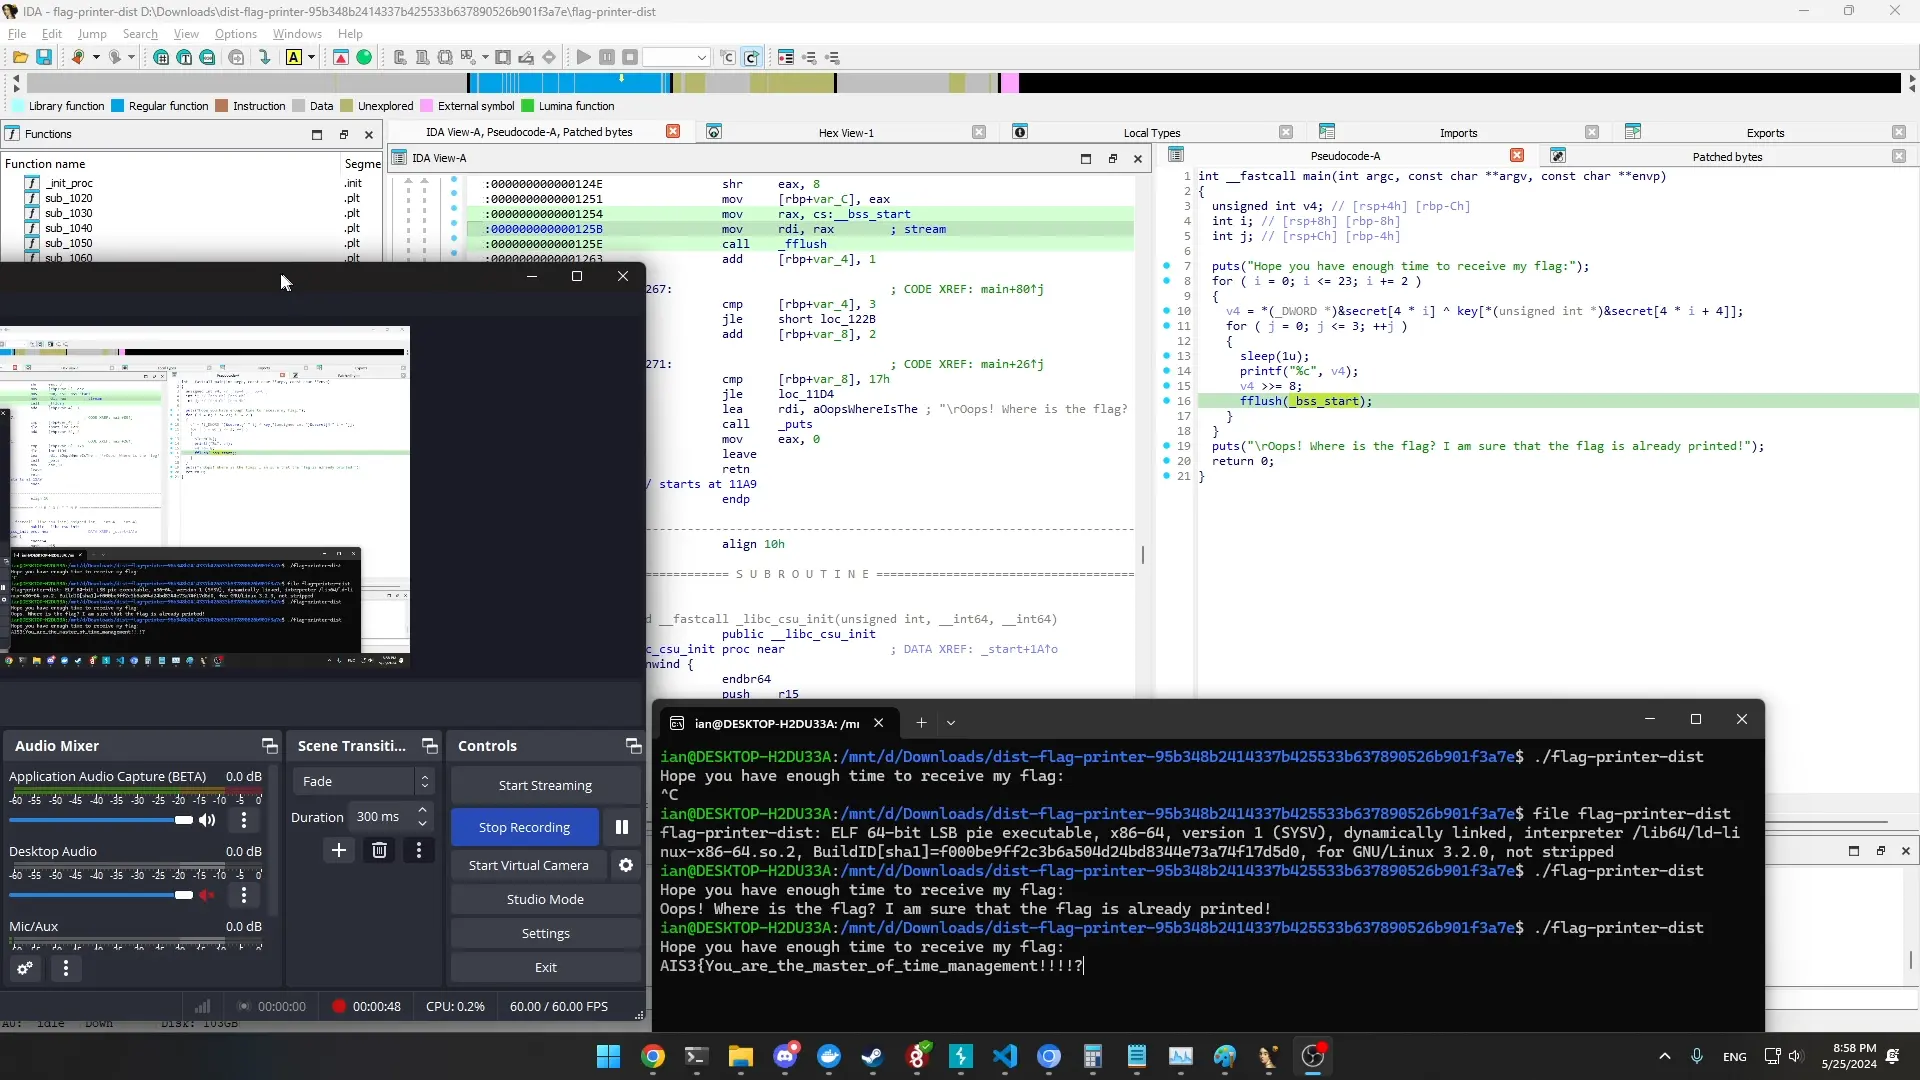 IDA - flag-printer-dist D:\Downloads\dist-flag-printer-95b348b2414337b425533b637890526b901f3a7e\flag-printer-dist
File Edit Jump Search View Options Windows Help
Library function Regular function Instruction Data Unexplored External symbol Lumina function
Functions
Function name Segme
_init_proc .init
sub_1020 .plt
sub_1030 .plt
sub_1040 .plt
sub_1050 .plt
sub_1060 .plt
IDA View-A, Pseudocode-A, Patched bytes Hex View-1 Local Types Imports Exports
IDA View-A
:000000000000124E shr eax, 8
:0000000000001251 mov [rbp+var_C], eax
:0000000000001254 mov rax, cs:__bss_start
:000000000000125B mov rdi, rax ; stream
:000000000000125E call _fflush
:0000000000001263 add [rbp+var_4], 1
267: ; CODE XREF: main+80↑j
cmp [rbp+var_4], 3
jle short loc_122B
add [rbp+var_8], 2
271: ; CODE XREF: main+26↑j
cmp [rbp+var_8], 17h
jle loc_11D4
lea rdi, aOopsWhereIsThe ; "\rOops! Where is the flag?
call _puts
mov eax, 0
leave
retn
/ starts at 11A9
endp
align 10h
=========== S U B R O U T I N E ===================================
d __fastcall _libc_csu_init(unsigned int, __int64, __int64)
public __libc_csu_init
c_csu_init proc near ; DATA XREF: _start+1A↑o
nwind {
endbr64
push r15
Pseudocode-A Patched bytes
1 int __fastcall main(int argc, const char **argv, const char **envp)
2 {
3 unsigned int v4; // [rsp+4h] [rbp-Ch]
4 int i; // [rsp+8h] [rbp-8h]
5 int j; // [rsp+Ch] [rbp-4h]
6
7 puts("Hope you have enough time to receive my flag:");
8 for ( i = 0; i <= 23; i += 2 )
9 {
10 v4 = *(_DWORD *)&secret[4 * i] ^ key[*(unsigned int *)&secret[4 * i + 4]];
11 for ( j = 0; j <= 3; ++j )
12 {
13 sleep(1u);
14 printf("%c", v4);
15 v4 >>= 8;
16 fflush(_bss_start);
17 }
18 }
19 puts("\rOops! Where is the flag? I am sure that the flag is already printed!");
20 return 0;
21 }
Audio Mixer
Application Audio Capture (BETA) 0.0 dB
-60 -55 -50 -45 -40 -35 -30 -25 -20 -15 -10 -5 0
Desktop Audio 0.0 dB
-60 -55 -50 -45 -40 -35 -30 -25 -20 -15 -10 -5 0
Mic/Aux 0.0 dB
Scene Transiti...
Fade
Duration 300 ms
Controls
Start Streaming
Stop Recording
Start Virtual Camera
Studio Mode
Settings
Exit
00:00:00 00:00:48 CPU: 0.2% 60.00 / 60.00 FPS
AU: idle Down Disk: 103GB
ian@DESKTOP-H2DU33A: /mn
ian@DESKTOP-H2DU33A:/mnt/d/Downloads/dist-flag-printer-95b348b2414337b425533b637890526b901f3a7e$ ./flag-printer-dist
Hope you have enough time to receive my flag:
^C
ian@DESKTOP-H2DU33A:/mnt/d/Downloads/dist-flag-printer-95b348b2414337b425533b637890526b901f3a7e$ file flag-printer-dist
flag-printer-dist: ELF 64-bit LSB pie executable, x86-64, version 1 (SYSV), dynamically linked, interpreter /lib64/ld-li
nux-x86-64.so.2, BuildID[sha1]=f000be9ff2c3b6a504d24bd8344e73a74f17d5d0, for GNU/Linux 3.2.0, not stripped
ian@DESKTOP-H2DU33A:/mnt/d/Downloads/dist-flag-printer-95b348b2414337b425533b637890526b901f3a7e$ ./flag-printer-dist
Hope you have enough time to receive my flag:
Oops! Where is the flag? I am sure that the flag is already printed!
ian@DESKTOP-H2DU33A:/mnt/d/Downloads/dist-flag-printer-95b348b2414337b425533b637890526b901f3a7e$ ./flag-printer-dist
Hope you have enough time to receive my flag:
AIS3{You_are_the_master_of_time_management!!!!?
ENG
8:58 PM
5/25/2024